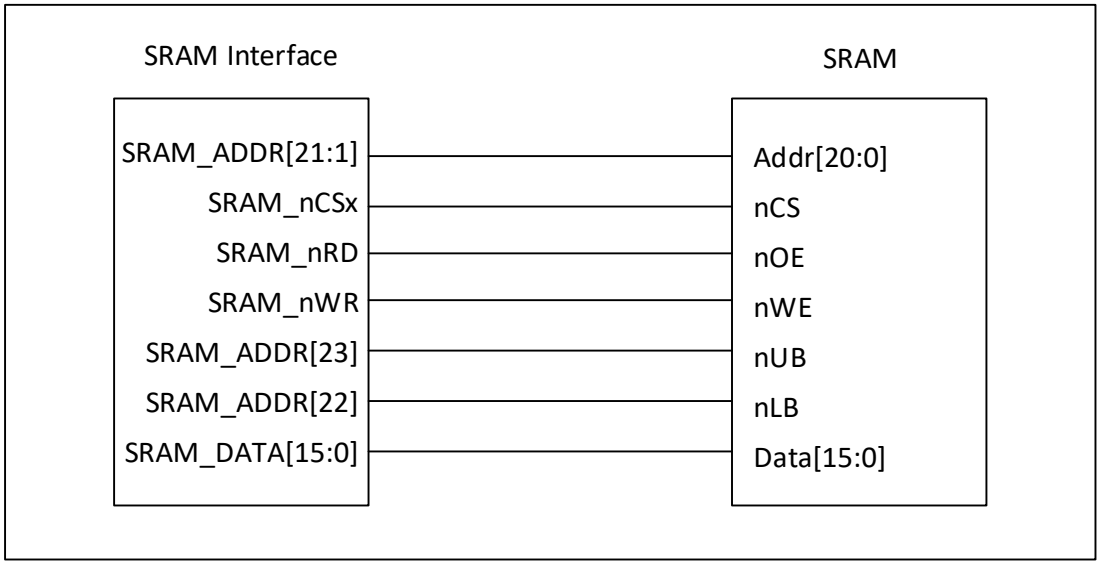 SRAM Interface
SRAM
SRAM_ADDR[21:1]
Addr[20:0]
SRAM_nCSx
nCS
SRAM_nRD
nOE
SRAM_nWR
nWE
SRAM_ADDR[23]
nUB
SRAM_ADDR[22]
nLB
SRAM_DATA[15:0]
Data[15:0]